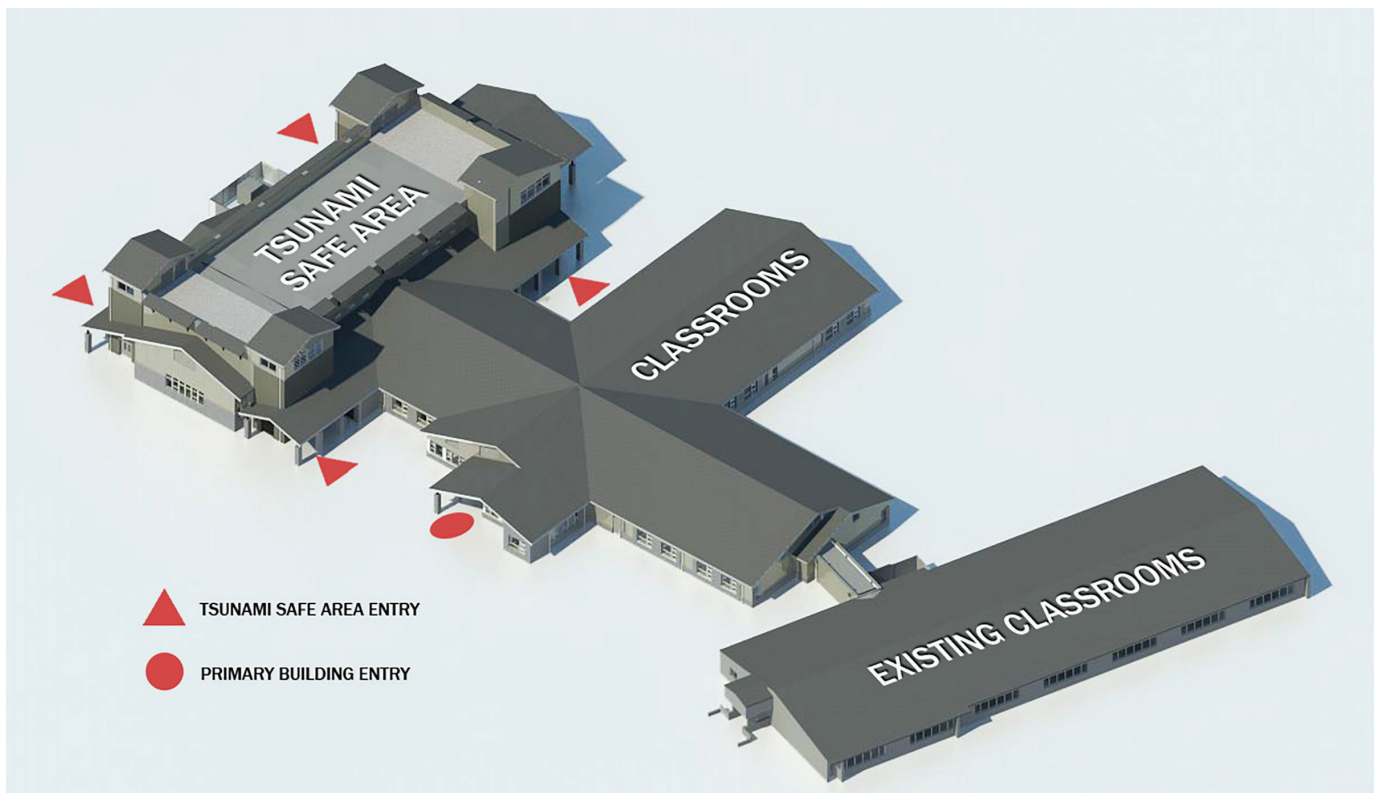 TSUNAMI
SAFE AREA
CLASSROOMS
EXISTING CLASSROOMS
TSUNAMI SAFE AREA ENTRY
PRIMARY BUILDING ENTRY